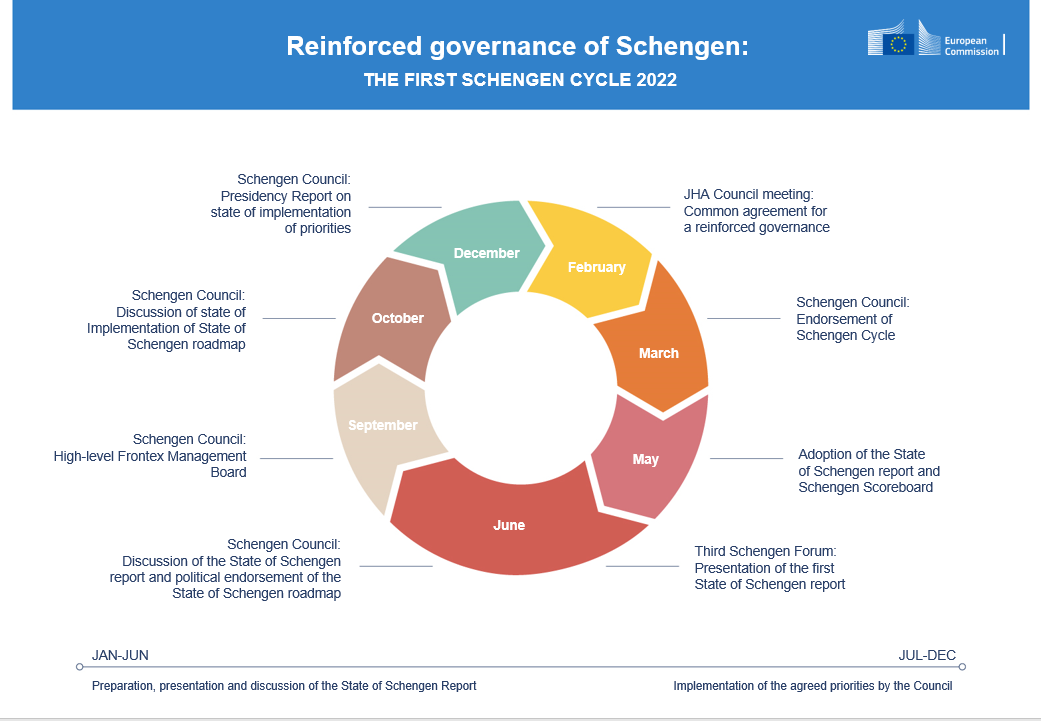 Reinforced governance of Schengen:
THE FIRST SCHENGEN CYCLE 2022
European
Commission
Schengen Council:
Presidency Report on
state of implementation
of priorities
JHA Council meeting:
Common agreement for
a reinforced governance
December
February
Schengen Council:
Discussion of state of
Implementation of State of
Schengen roadmap
October
March
Schengen Council:
Endorsement of
Schengen Cycle
Schengen Council:
High-level Frontex Management
Board
September
May
Adoption of the State
of Schengen report and
Schengen Scoreboard
June
Schengen Council:
Discussion of the State of Schengen
report and political endorsement of the
State of Schengen roadmap
Third Schengen Forum:
Presentation of the first
State of Schengen report
JAN-JUN
JUL-DEC
Preparation, presentation and discussion of the State of Schengen Report
Implementation of the agreed priorities by the Council